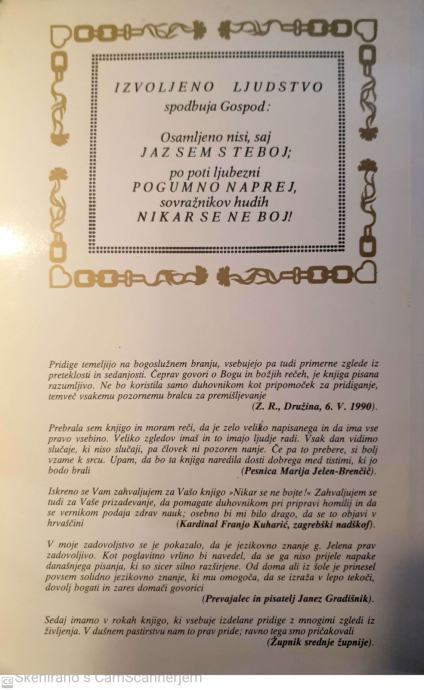 IZVOLJENO LJUDSTVO
spodbuja Gospod:
Osamljeno nisi, saj
JAZ SEM S TEBOJ;
po poti ljubezni
POGUMNO NAPREJ,
sovražnikov hudih
NIKAR SE NE BOJ!
Pridige temeljijo na bogoslužnem branju, vsebujejo pa tudi primerne zglede iz
preteklosti in sedanjosti. Čeprav govori o Bogu in božjih rečeh, je knjiga pisana
razumljivo. Ne bo koristila samo duhovnikom kot pripomoček za pridiganje,
temveč vsakemu pozornemu bralcu za premišljevanje
(Z. R., Družina, 6. V. 1990).
Prebrala sem knjigo in moram reči, da je zelo veliko napisanega in da ima vse
pravo vsebino. Veliko zgledov imaš in to imajo ljudje radi. Vsak dan vidimo
slučaje, ki niso slučaji, pa človek ni pozoren nanje. Če pa to prebere, si bolj
vzame k srcu. Upam, da bo ta knjiga naredila dosti dobrega med tistimi, ki jo
bodo brali (Pesnica Marija Jelen-Brenčič).
Iskreno se Vam zahvaljujem za Vašo knjigo »Nikar se ne bojte!« Zahvaljujem se
tudi za Vaše prizadevanje, da pomagate duhovnikom pri pripravi homilij in da
se vernikom podaja zdrav nauk; osebno bi mi bilo drago, da se to objavi v
hrvaščini (Kardinal Franjo Kuharić, zagrebški nadškof).
V moje zadovoljstvo se je pokazalo, da je jezikovno znanje g. Jelena prav
zadovoljivo. Kot poglavitno vrlino bi navedel, da se ga niso prijele napake
današnjega pisanja, ki so sicer silno razširjene. Od doma ali iz šole je prinesel
povsem solidno jezikovno znanje, ki mu omogoča, da se izraža v lepo tekoči,
dovolj bogati in zares domači govorici
(Prevajalec in pisatelj Janez Gradišnik).
Sedaj imamo v rokah knjigo, ki vsebuje izdelane pridige z mnogimi zgledi iz
življenja. V dušnem pastirstvu nam to prav pride; ravno tega smo pričakovali
(Župnik srednje župnije).
CS Skenirano s CamScannerjem